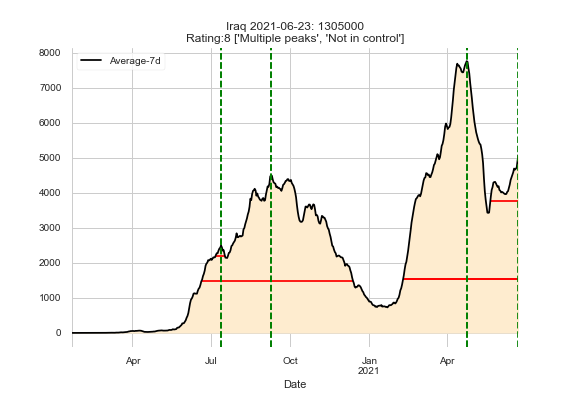 Iraq 2021-06-23: 1305000
Rating:8 ['Multiple peaks', 'Not in control']
Average-7d
8000
7000
6000
5000
4000
3000
2000
1000
0
Apr
Jul
Oct
Jan
2021
Apr
Date